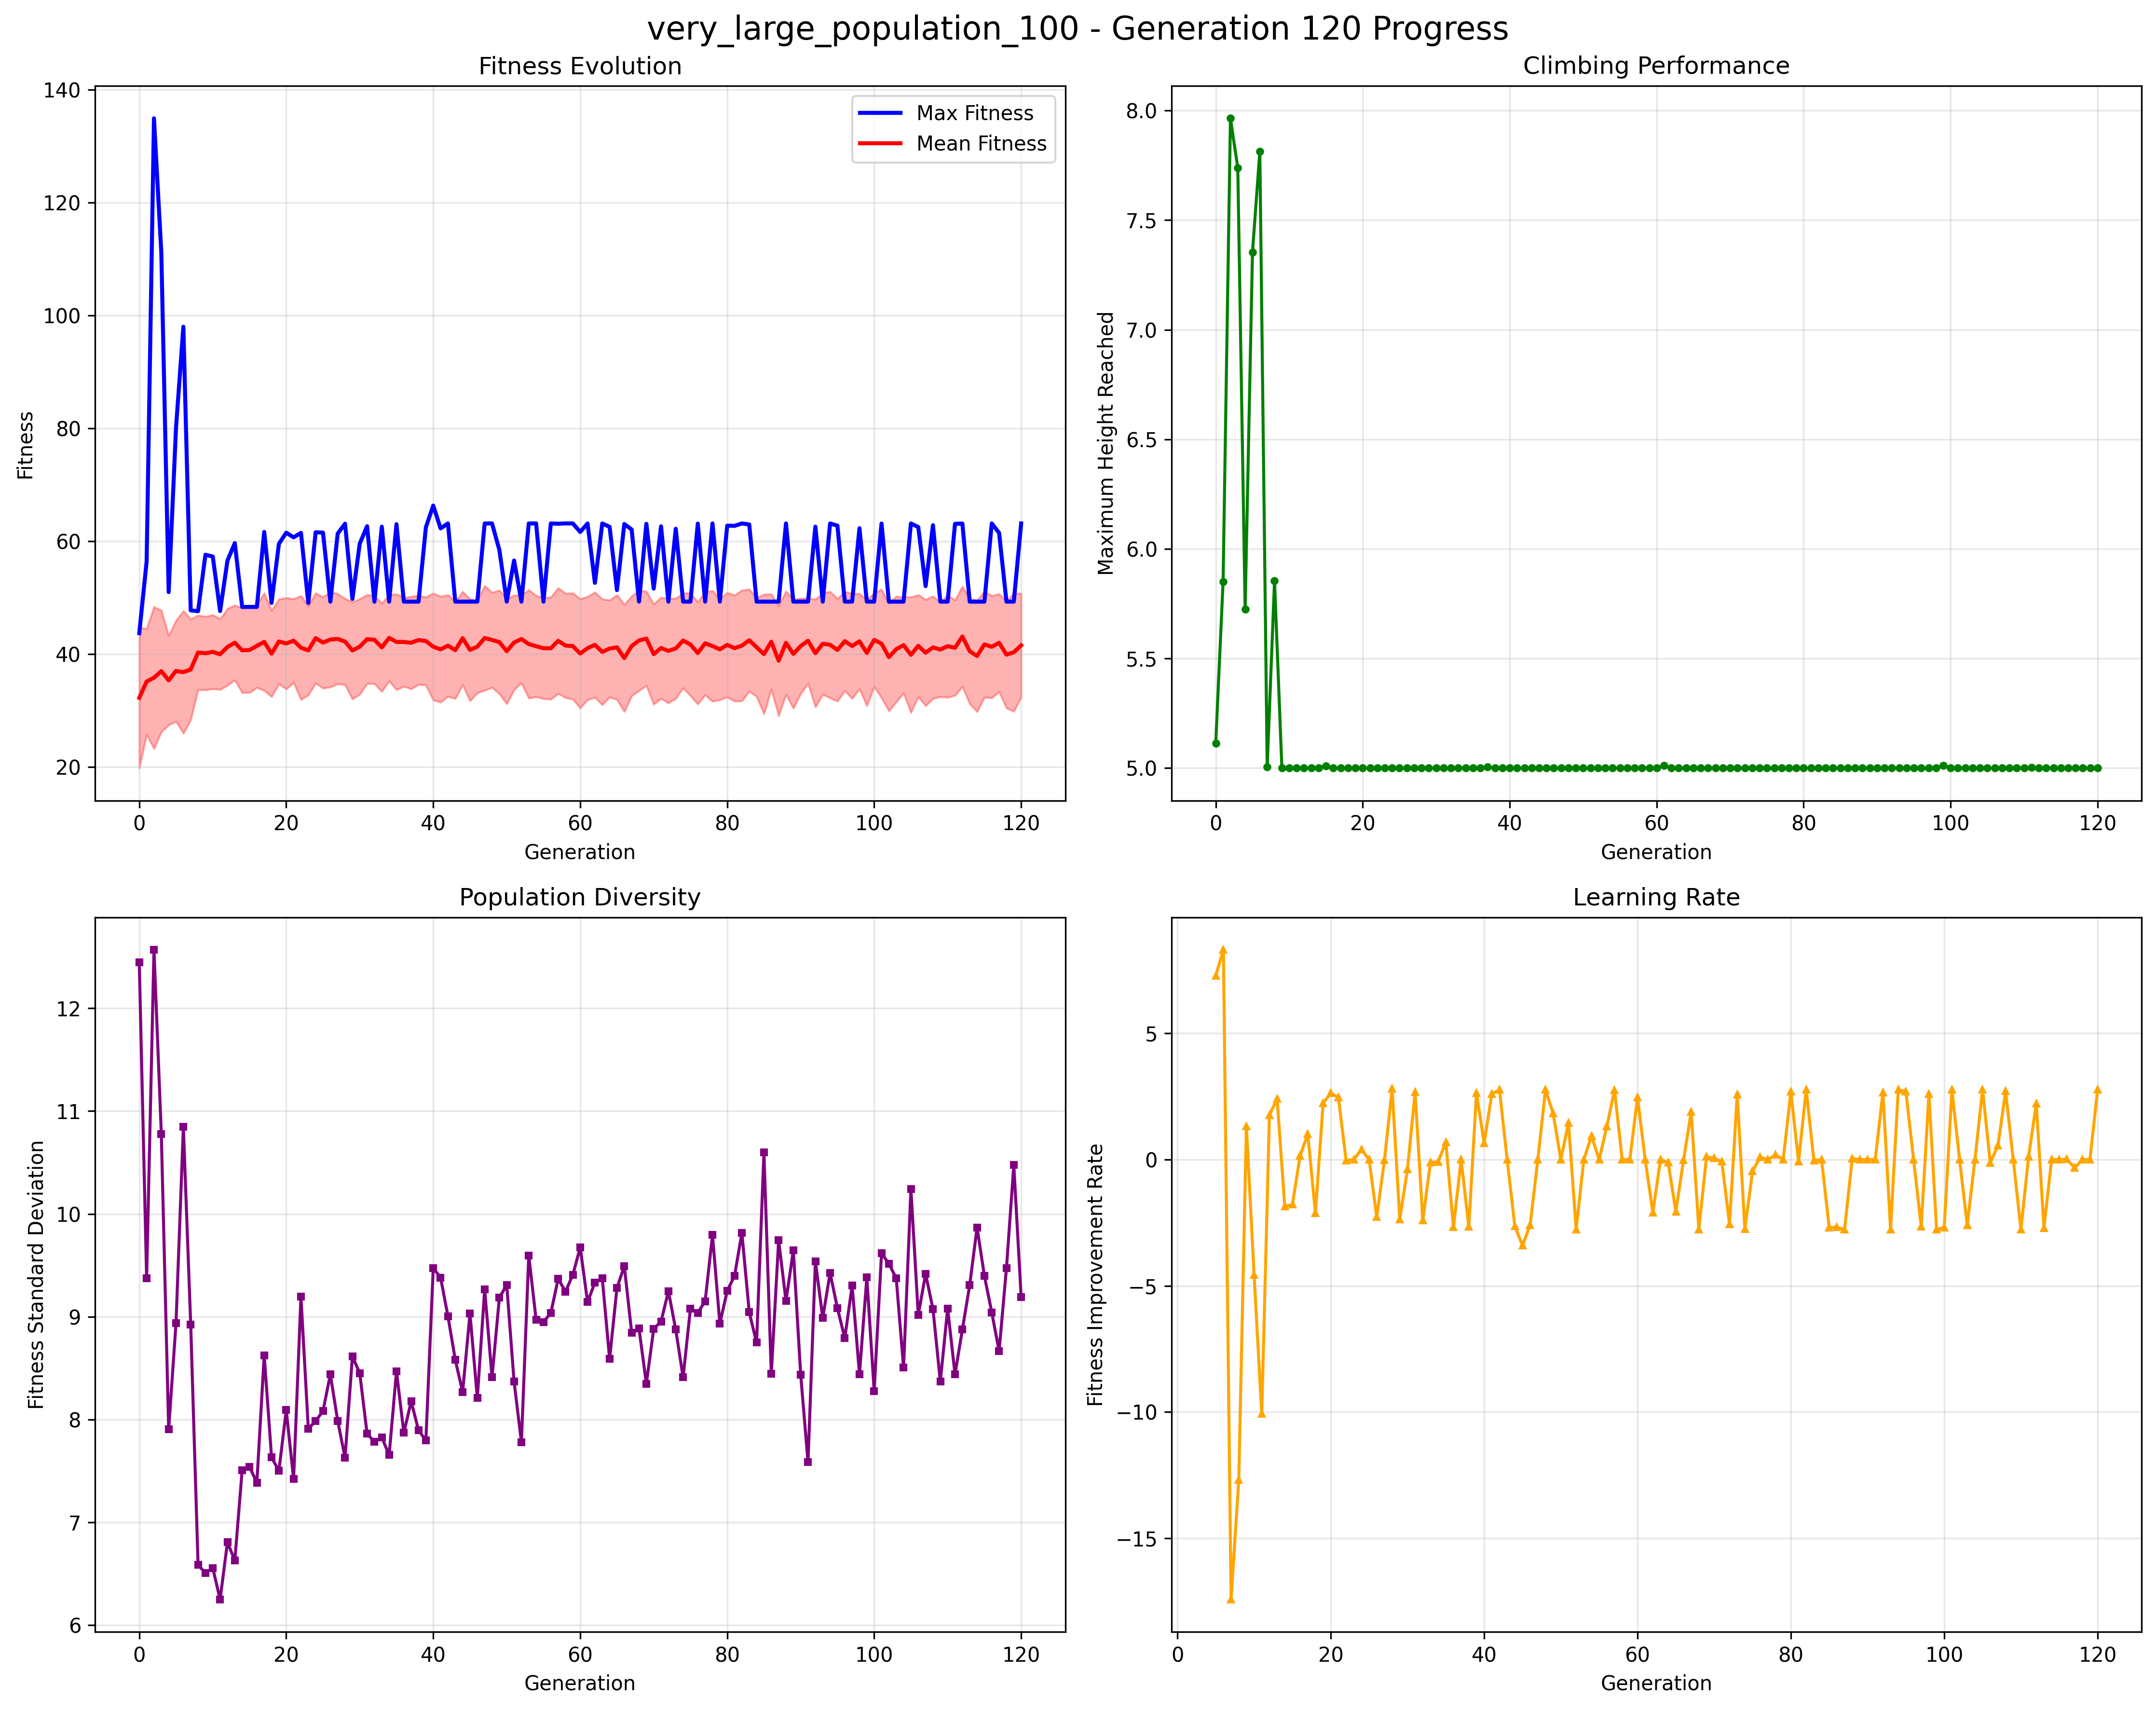 very_large_population_100 - Generation 120 Progress
Fitness Evolution
140
120
100
80
60
40
20
Fitness
0 20 40 60 80 100 120
Generation
Max Fitness
Mean Fitness
Climbing Performance
8.0
7.5
7.0
6.5
6.0
5.5
5.0
Maximum Height Reached
0 20 40 60 80 100 120
Generation
Population Diversity
12
11
10
9
8
7
6
Fitness Standard Deviation
0 20 40 60 80 100 120
Generation
Learning Rate
5
0
−5
−10
−15
Fitness Improvement Rate
0 20 40 60 80 100 120
Generation